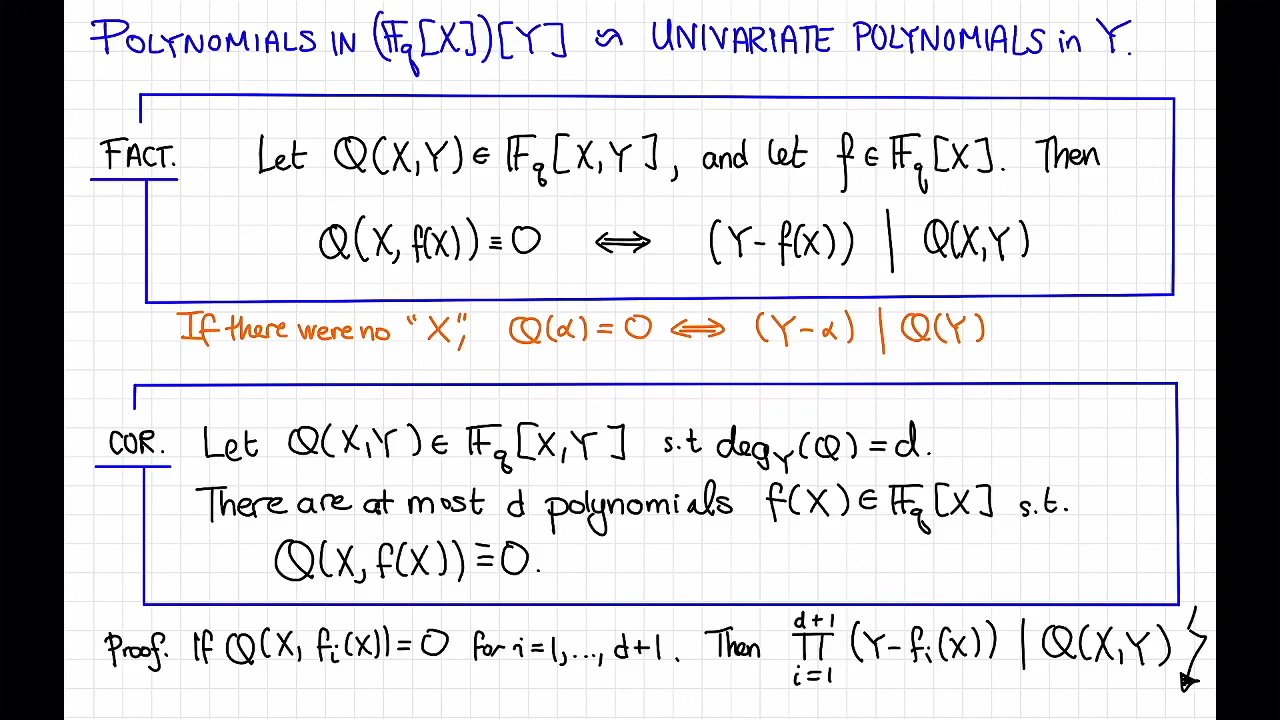 POLYNOMIALS IN (𝔽q[X])[Y] ≈ UNIVARIATE POLYNOMIALS in Y.
FACT. Let Q(X,Y) ∈ 𝔽q[X,Y], and let f ∈ 𝔽q[X]. Then
Q(X, f(X)) ≡ 0 ⟺ (Y - f(X)) | Q(X,Y)
If there were no "X", Q(α) = 0 ⟺ (Y-α) | Q(Y)
COR. Let Q(X,Y) ∈ 𝔽q[X,Y] s.t deg_Y(Q) = d.
There are at most d polynomials f(X) ∈ 𝔽q[X] s.t.
Q(X, f(X)) ≡ 0.
Proof. If Q(X, fᵢ(X)) = 0 for i=1,..., d+1. Then ∏_{i=1}^{d+1} (Y-fᵢ(X)) | Q(X,Y)